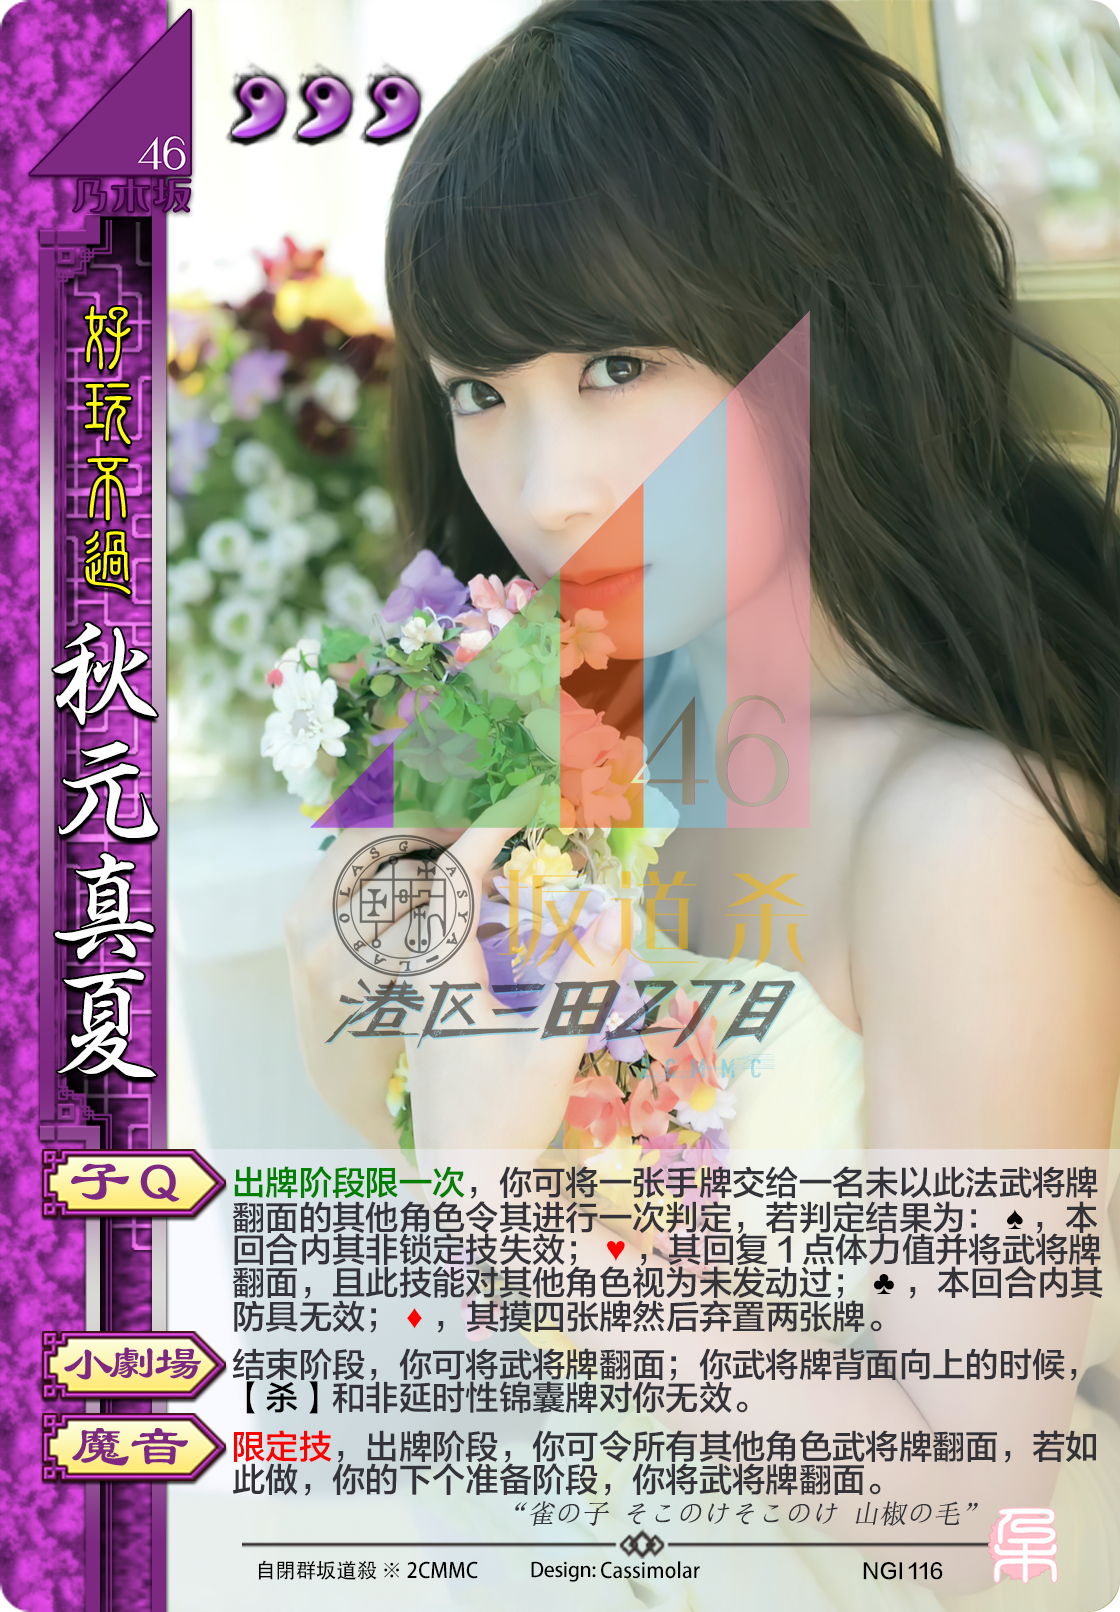 46
乃木坂
好玩不過
秋元真夏
46
LABOLAS GASYA
坂道杀
港区三田乙丁目
2CMMC
子Q
出牌阶段限一次，你可将一张手牌交给一名未以此法武将牌
翻面的其他角色令其进行一次判定，若判定结果为：♠，本
回合内其非锁定技失效；♥，其回复１点体力值并将武将牌
翻面，且此技能对其他角色视为未发动过；♣，本回合内其
防具无效；♦，其摸四张牌然后弃置两张牌。
小劇場
结束阶段，你可将武将牌翻面；你武将牌背面向上的时候，
【杀】和非延时性锦囊牌对你无效。
魔音
限定技，出牌阶段，你可令所有其他角色武将牌翻面，若如
此做，你的下个准备阶段，你将武将牌翻面。
“雀の子 そこのけそこのけ 山椒の毛”
自閉群坂道殺 ※ 2CMMC
Design: Cassimolar
NGI 116